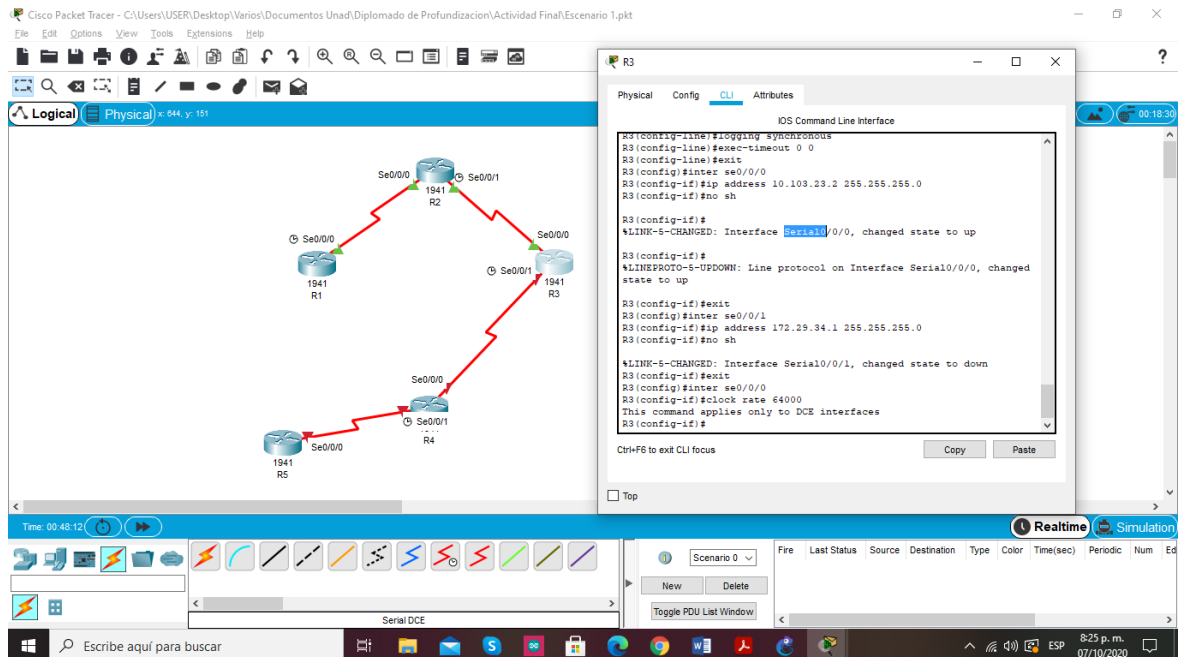 Cisco Packet Tracer - C:\Users\USER\Desktop\Varios\Documentos Unad\Diplomado de Profundizacion\Actividad Final\Escenario 1.pkt
File Edit Options View Tools Extensions Help
?
Logical Physical x: 644, y: 151
00:18:30
Se0/0/0
Se0/0/1
1941
R2
Se0/0/0
1941
R1
Se0/0/0
Se0/0/1
1941
R3
Se0/0/0
Se0/0/1
R4
Se0/0/0
1941
R5
R3
Physical Config CLI Attributes
IOS Command Line Interface
R3(config-line)#logging synchronous
R3(config-line)#exec-timeout 0 0
R3(config-line)#exit
R3(config)#inter se0/0/0
R3(config-if)#ip address 10.103.23.2 255.255.255.0
R3(config-if)#no sh
R3(config-if)#
%LINK-5-CHANGED: Interface Serial0/0/0, changed state to up
R3(config-if)#
%LINEPROTO-5-UPDOWN: Line protocol on Interface Serial0/0/0, changed
state to up
R3(config-if)#exit
R3(config)#inter se0/0/1
R3(config-if)#ip address 172.29.34.1 255.255.255.0
R3(config-if)#no sh
%LINK-5-CHANGED: Interface Serial0/0/1, changed state to down
R3(config-if)#exit
R3(config)#inter se0/0/0
R3(config-if)#clock rate 64000
This command applies only to DCE interfaces
R3(config-if)#
Ctrl+F6 to exit CLI focus
Copy Paste
Top
Time: 00:48:12
Realtime Simulation
Scenario 0
New Delete
Toggle PDU List Window
Fire Last Status Source Destination Type Color Time(sec) Periodic Num Ed
Serial DCE
Escribe aquí para buscar
ESP
8:25 p. m.
07/10/2020